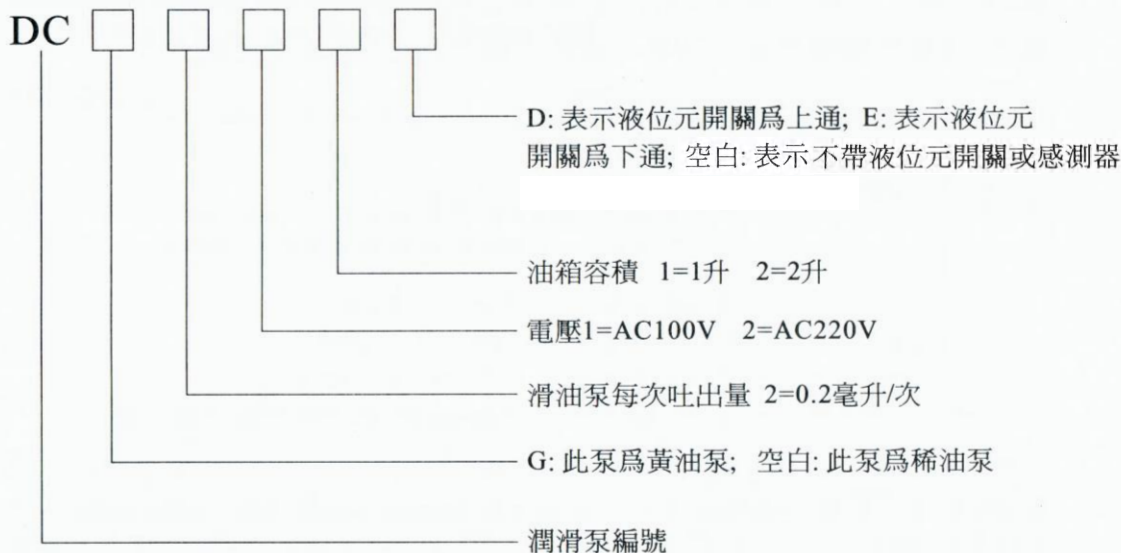 DC
D: 表示液位元開關爲上通; E: 表示液位元
開關爲下通; 空白: 表示不帶液位元開關或感測器
油箱容積 1=1升 2=2升
電壓1=AC100V 2=AC220V
滑油泵每次吐出量 2=0.2毫升/次
G: 此泵爲黃油泵; 空白: 此泵爲稀油泵
潤滑泵編號